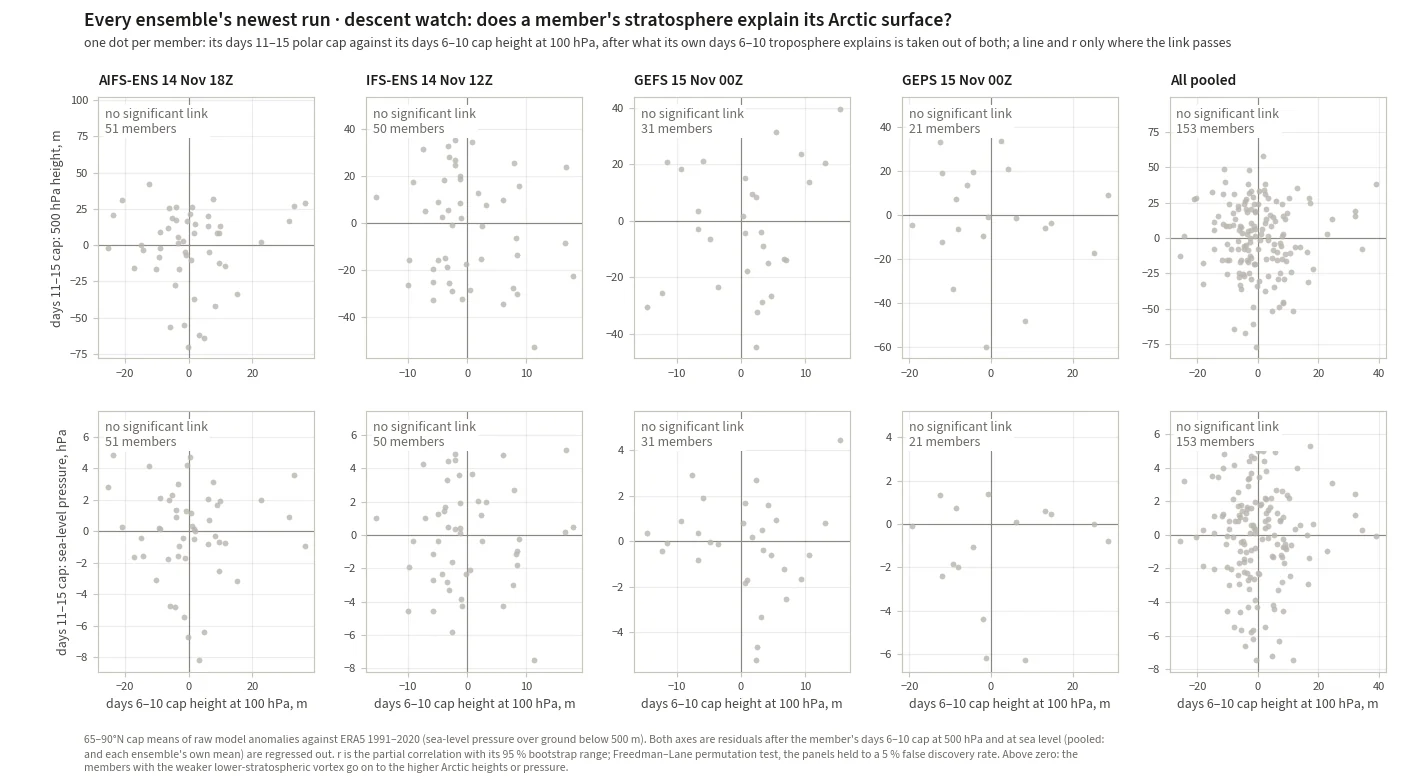 Every ensemble's newest run · descent watch: does a member's stratosphere explain its Arctic surface?
one dot per member: its days 11–15 polar cap against its days 6–10 cap height at 100 hPa, after what its own days 6–10 troposphere explains is taken out of both; a line and r only where the link passes
AIFS-ENS 14 Nov 18Z
IFS-ENS 14 Nov 12Z
GEFS 15 Nov 00Z
GEPS 15 Nov 00Z
All pooled
days 11–15 cap: 500 hPa height, m
100
75
50
25
0
−25
−50
−75
no significant link
51 members
−20
0
20
40
20
0
−20
−40
no significant link
50 members
−10
0
10
40
20
0
−20
−40
no significant link
31 members
−10
0
10
40
20
0
−20
−40
−60
no significant link
21 members
−20
0
20
75
50
25
0
−25
−50
−75
no significant link
153 members
−20
0
20
40
days 11–15 cap: sea-level pressure, hPa
6
4
2
0
−2
−4
−6
−8
no significant link
51 members
−20
0
20
days 6–10 cap height at 100 hPa, m
6
4
2
0
−2
−4
−6
−8
no significant link
50 members
−10
0
10
days 6–10 cap height at 100 hPa, m
4
2
0
−2
−4
no significant link
31 members
−10
0
10
days 6–10 cap height at 100 hPa, m
4
2
0
−2
−4
−6
no significant link
21 members
−20
0
20
days 6–10 cap height at 100 hPa, m
6
4
2
0
−2
−4
−6
−8
no significant link
153 members
−20
0
20
40
days 6–10 cap height at 100 hPa, m
65–90°N cap means of raw model anomalies against ERA5 1991–2020 (sea-level pressure over ground below 500 m). Both axes are residuals after the member's days 6–10 cap at 500 hPa and at sea level (pooled:
and each ensemble's own mean) are regressed out. r is the partial correlation with its 95 % bootstrap range; Freedman–Lane permutation test, the panels held to a 5 % false discovery rate. Above zero: the
members with the weaker lower-stratospheric vortex go on to the higher Arctic heights or pressure.